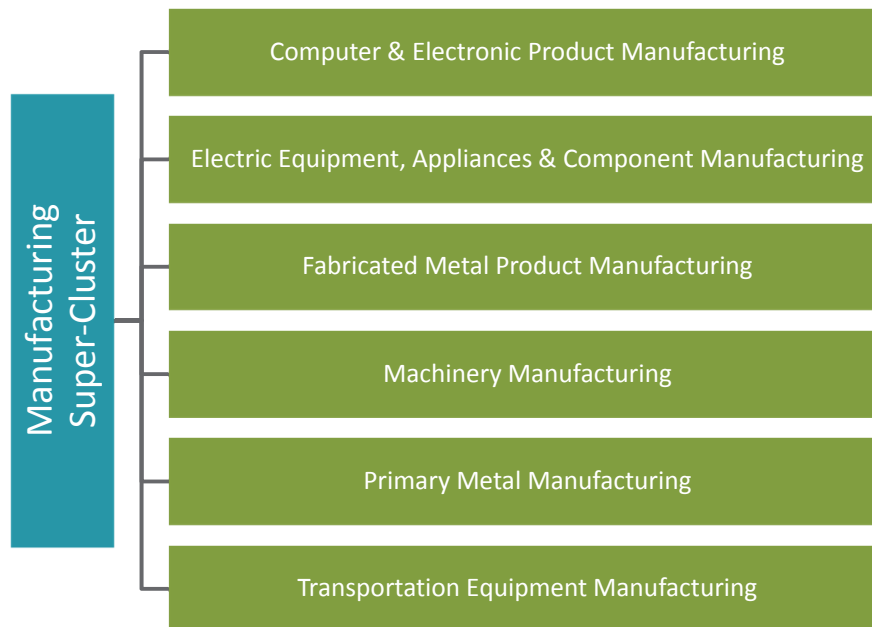 Manufacturing
Super-Cluster
Computer & Electronic Product Manufacturing
Electric Equipment, Appliances & Component Manufacturing
Fabricated Metal Product Manufacturing
Machinery Manufacturing
Primary Metal Manufacturing
Transportation Equipment Manufacturing